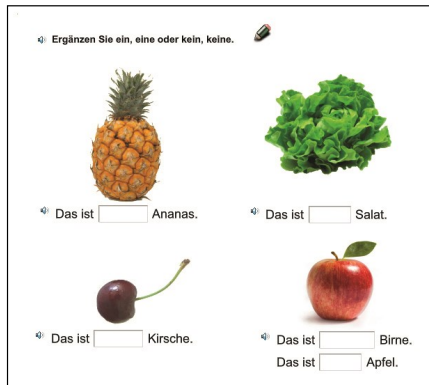 Ergänzen Sie ein, eine oder kein, keine.
Das ist Ananas.
Das ist Salat.
Das ist Kirsche.
Das ist Birne.
Das ist Apfel.